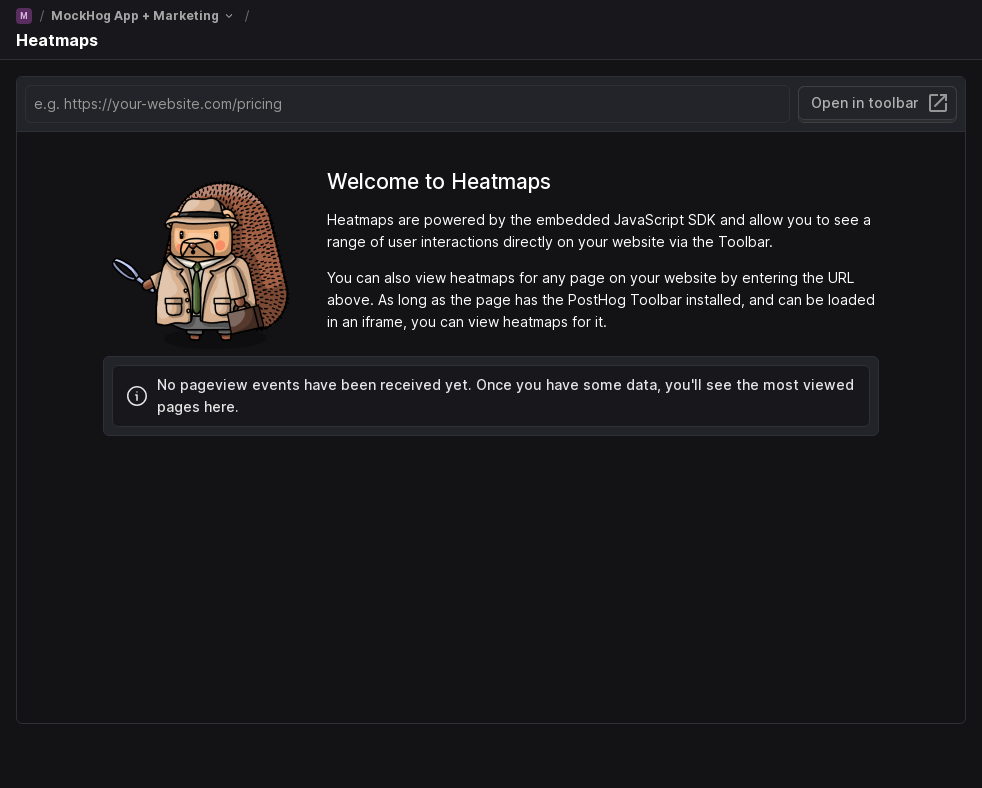 M / MockHog App + Marketing /
Heatmaps
e.g. https://your-website.com/pricing
Open in toolbar
Welcome to Heatmaps
Heatmaps are powered by the embedded JavaScript SDK and allow you to see a
range of user interactions directly on your website via the Toolbar.
You can also view heatmaps for any page on your website by entering the URL
above. As long as the page has the PostHog Toolbar installed, and can be loaded
in an iframe, you can view heatmaps for it.
No pageview events have been received yet. Once you have some data, you'll see the most viewed
pages here.